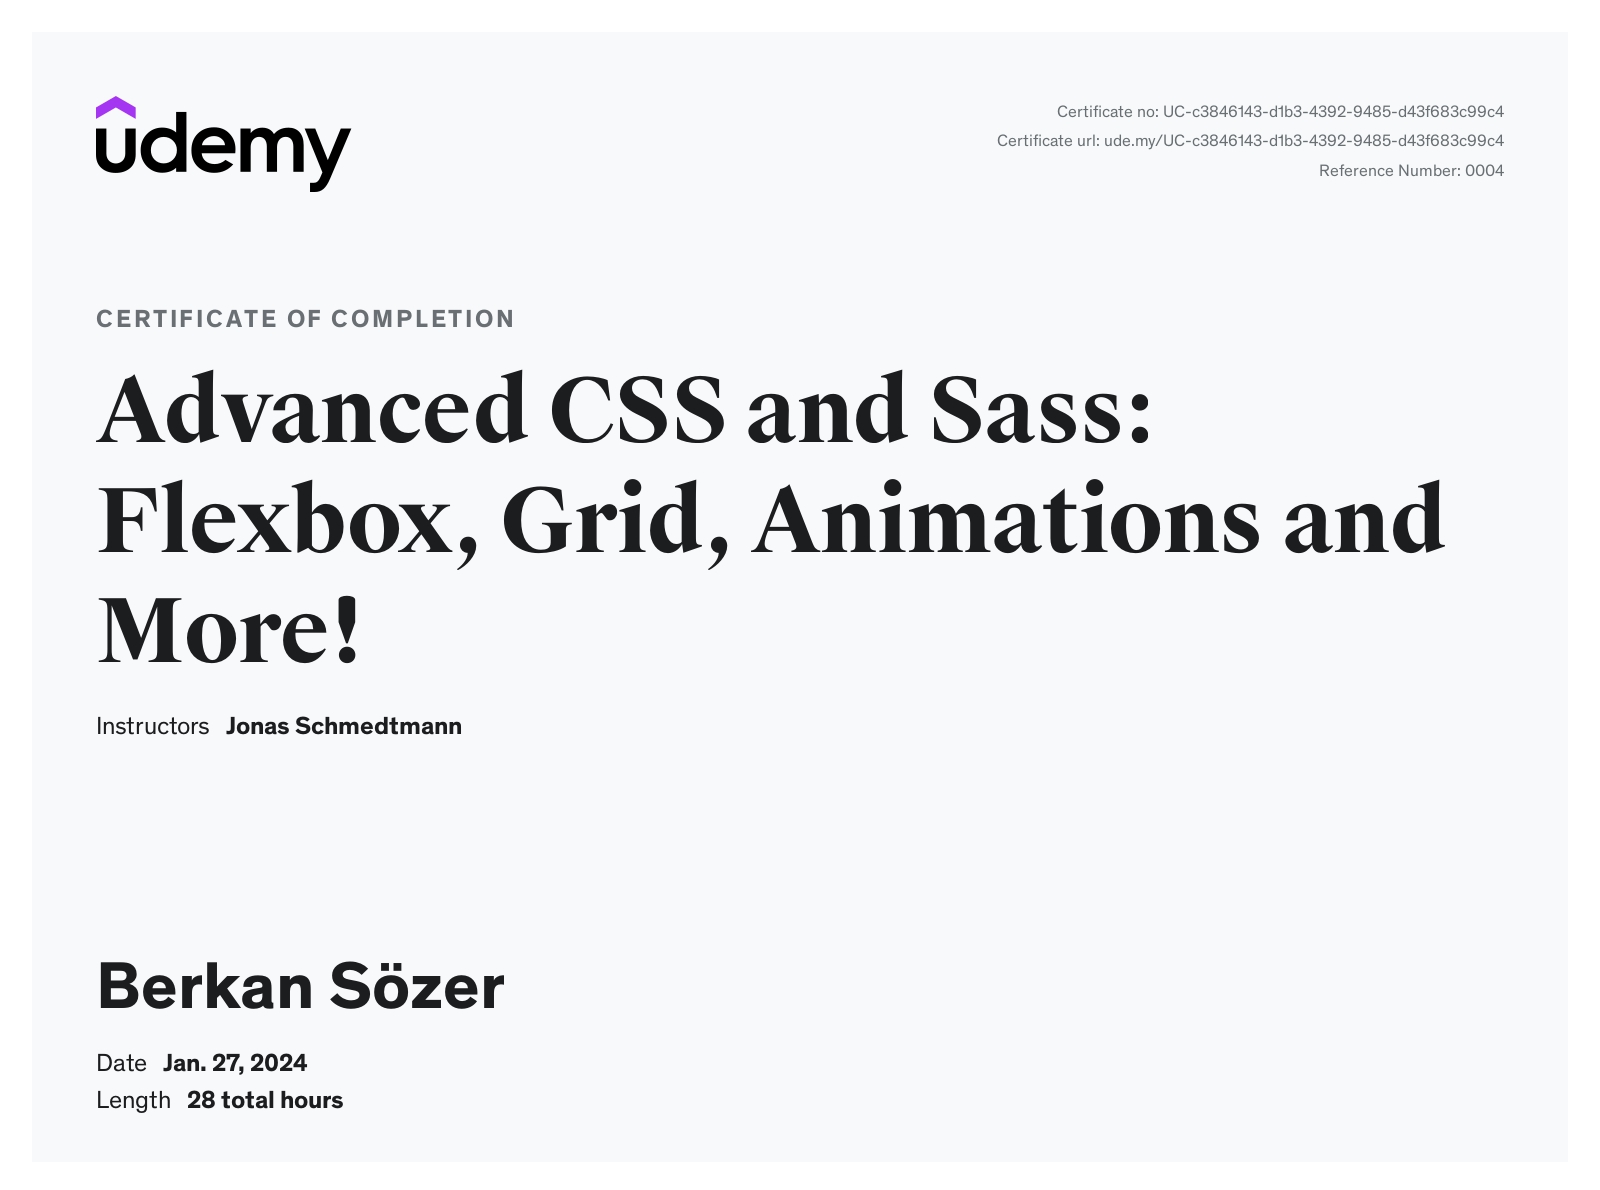 udemy
Certificate no: UC-c3846143-d1b3-4392-9485-d43f683c99c4
Certificate url: ude.my/UC-c3846143-d1b3-4392-9485-d43f683c99c4
Reference Number: 0004
CERTIFICATE OF COMPLETION
Advanced CSS and Sass:
Flexbox, Grid, Animations and
More!
Instructors Jonas Schmedtmann
Berkan Sözer
Date Jan. 27, 2024
Length 28 total hours